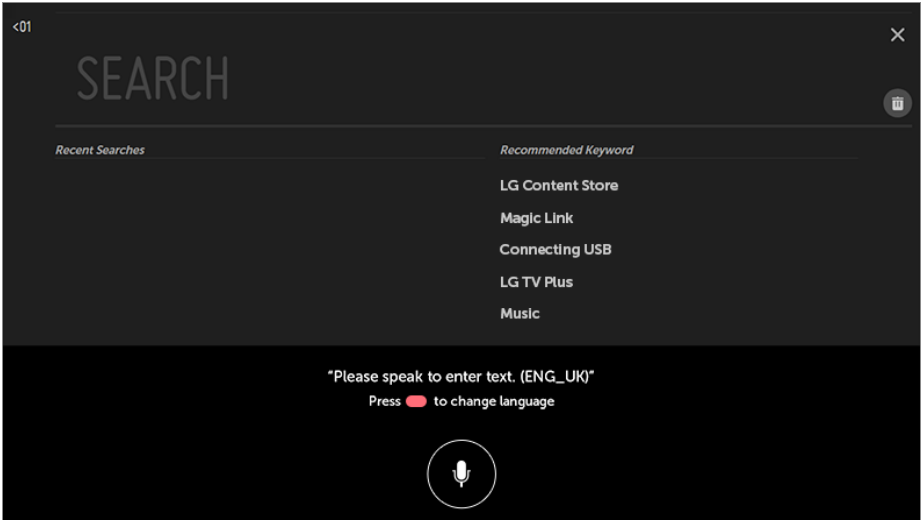 <01
SEARCH
Recent Searches
Recommended Keyword
LG Content Store
Magic Link
Connecting USB
LG TV Plus
Music
“Please speak to enter text. (ENG_UK)”
Press to change language